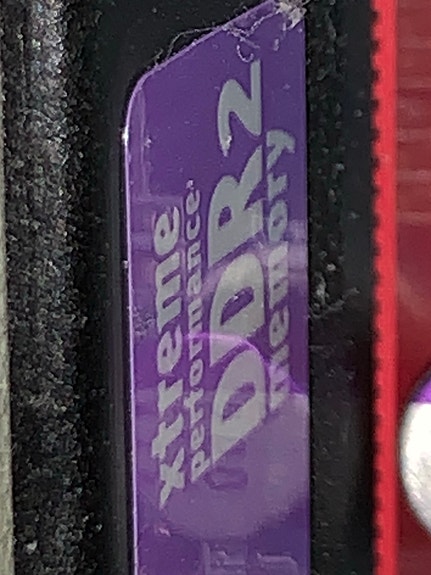 xtreme
performance
DDR2
memory